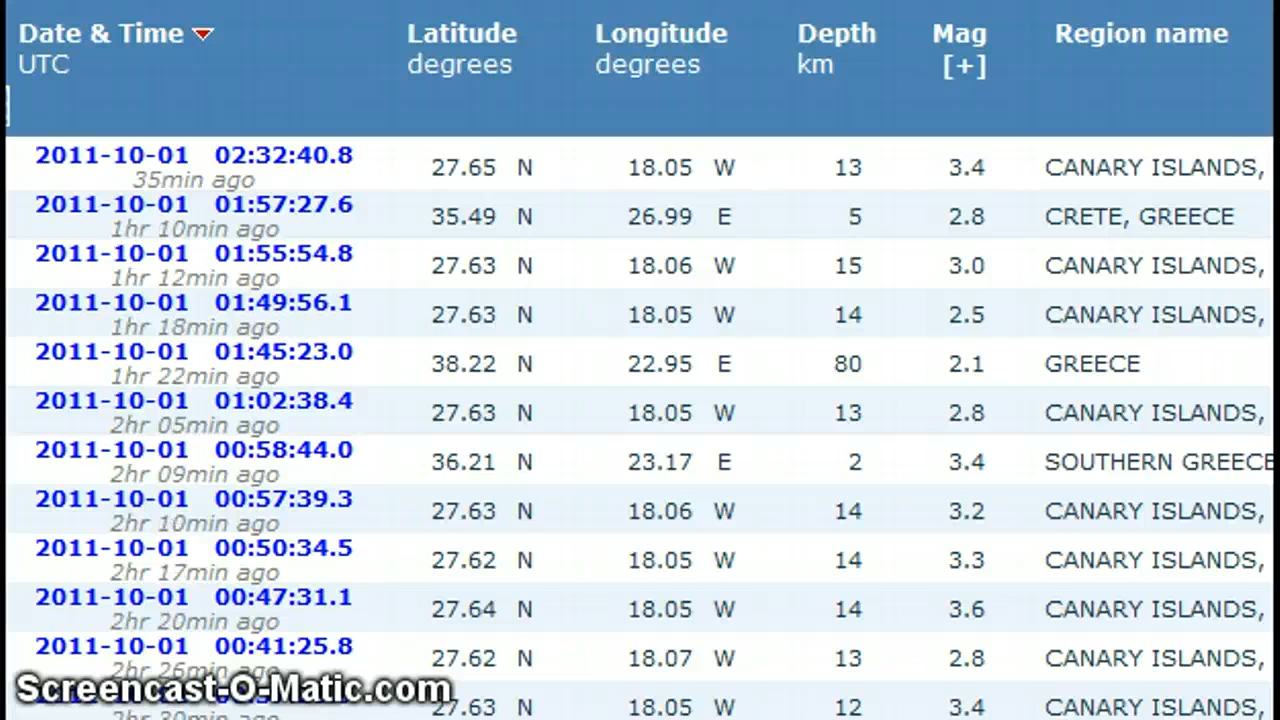 Date & Time Latitude Longitude Depth Mag Region name
UTC degrees degrees km [+]
2011-10-01 02:32:40.8 27.65 N 18.05 W 13 3.4 CANARY ISLANDS,
35min ago
2011-10-01 01:57:27.6 35.49 N 26.99 E 5 2.8 CRETE, GREECE
1hr 10min ago
2011-10-01 01:55:54.8 27.63 N 18.06 W 15 3.0 CANARY ISLANDS,
1hr 12min ago
2011-10-01 01:49:56.1 27.63 N 18.05 W 14 2.5 CANARY ISLANDS,
1hr 18min ago
2011-10-01 01:45:23.0 38.22 N 22.95 E 80 2.1 GREECE
1hr 22min ago
2011-10-01 01:02:38.4 27.63 N 18.05 W 13 2.8 CANARY ISLANDS,
2hr 05min ago
2011-10-01 00:58:44.0 36.21 N 23.17 E 2 3.4 SOUTHERN GREECE
2hr 09min ago
2011-10-01 00:57:39.3 27.63 N 18.06 W 14 3.2 CANARY ISLANDS,
2hr 10min ago
2011-10-01 00:50:34.5 27.62 N 18.05 W 14 3.3 CANARY ISLANDS,
2hr 17min ago
2011-10-01 00:47:31.1 27.64 N 18.05 W 14 3.6 CANARY ISLANDS,
2hr 20min ago
2011-10-01 00:41:25.8 27.62 N 18.07 W 13 2.8 CANARY ISLANDS,
2hr 26min ago
Screencast-O-Matic.com
27.63 N 18.05 W 12 3.4 CANARY ISLANDS,
2hr 30min ago